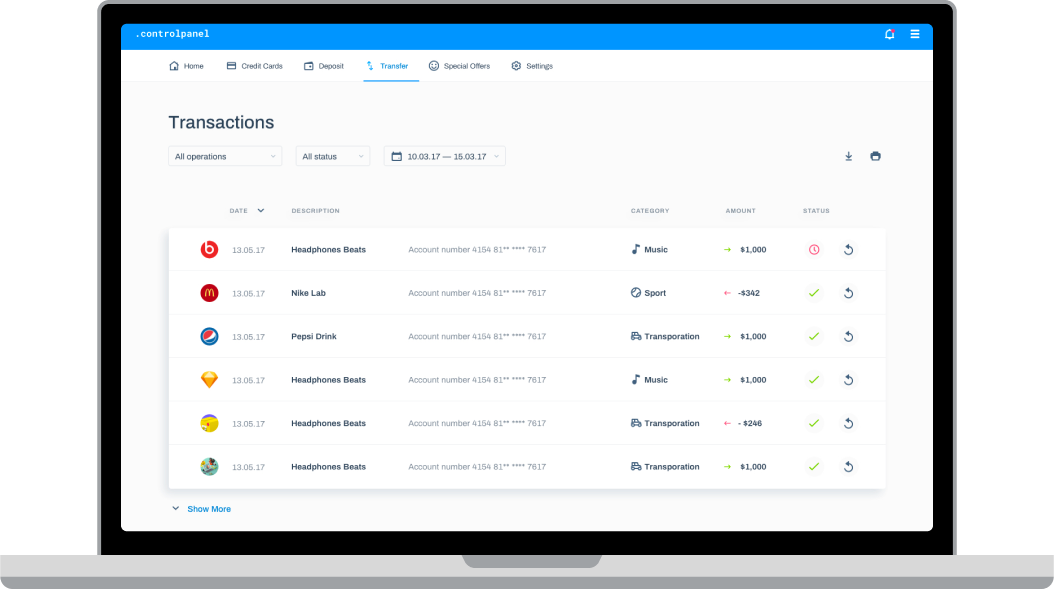 .controlpanel
Home Credit Cards Deposit Transfer Special Offers Settings
Transactions
All operations All status 10.03.17 — 15.03.17
DATE DESCRIPTION CATEGORY AMOUNT STATUS
13.05.17 Headphones Beats Account number 4154 81** **** 7617 Music → $1,000
13.05.17 Nike Lab Account number 4154 81** **** 7617 Sport ← -$342
13.05.17 Pepsi Drink Account number 4154 81** **** 7617 Transporation → $1,000
13.05.17 Headphones Beats Account number 4154 81** **** 7617 Music → $1,000
13.05.17 Headphones Beats Account number 4154 81** **** 7617 Transporation ← - $246
13.05.17 Headphones Beats Account number 4154 81** **** 7617 Transporation → $1,000
Show More